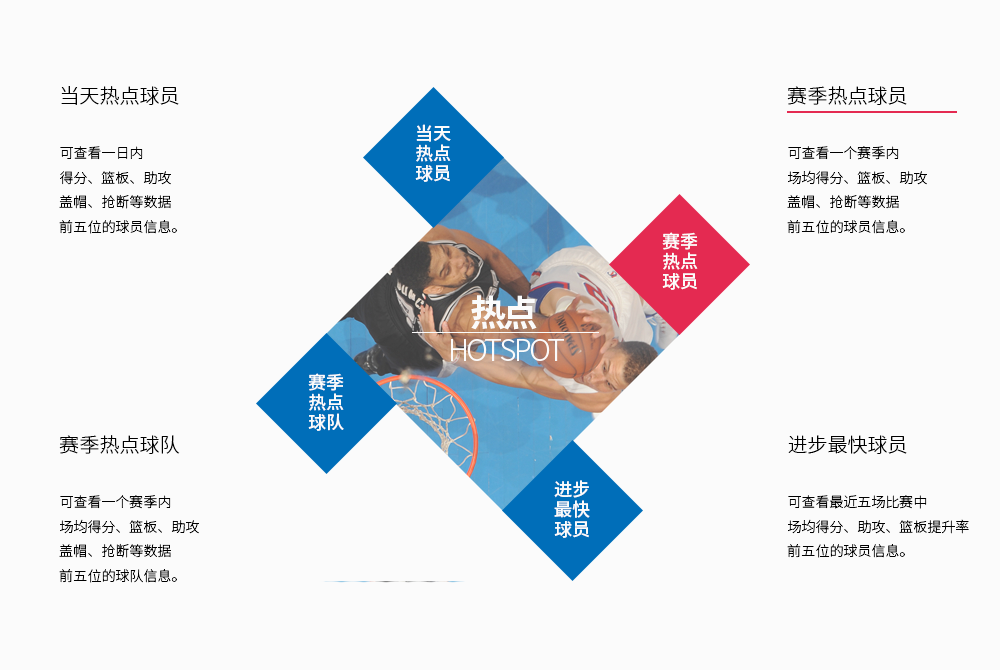 当天热点球员
可查看一日内
得分、篮板、助攻
盖帽、抢断等数据
前五位的球员信息。
赛季热点球员
可查看一个赛季内
场均得分、篮板、助攻
盖帽、抢断等数据
前五位的球员信息。
当天
热点
球员
赛季
热点
球员
热点
HOTSPOT
赛季
热点
球队
进步
最快
球员
赛季热点球队
可查看一个赛季内
场均得分、篮板、助攻
盖帽、抢断等数据
前五位的球队信息。
进步最快球员
可查看最近五场比赛中
场均得分、助攻、篮板提升率
前五位的球员信息。